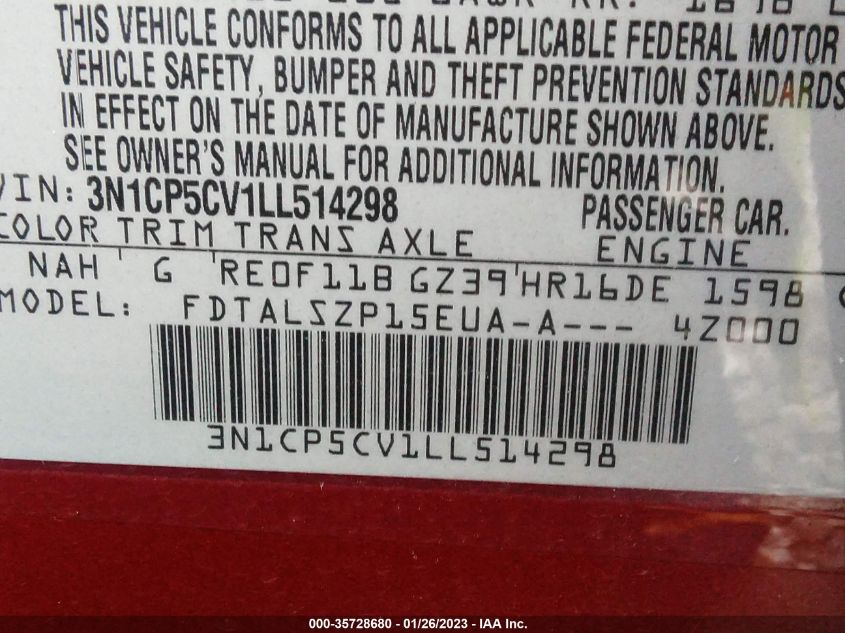 THIS VEHICLE CONFORMS TO ALL APPLICABLE FEDERAL MOTOR
VEHICLE SAFETY, BUMPER AND THEFT PREVENTION STANDARDS
IN EFFECT ON THE DATE OF MANUFACTURE SHOWN ABOVE.
SEE OWNER'S MANUAL FOR ADDITIONAL INFORMATION.
VIN: 3N1CP5CV1LL514298 PASSENGER CAR.
COLOR TRIM TRANS AXLE ENGINE
NAH G RE0F11B GZ39 HR16DE 1598
MODEL: FDTALSZP15EUA-A--- 4Z000
3N1CP5CV1LL514298
000-35728680 - 01/26/2023 - IAA Inc.